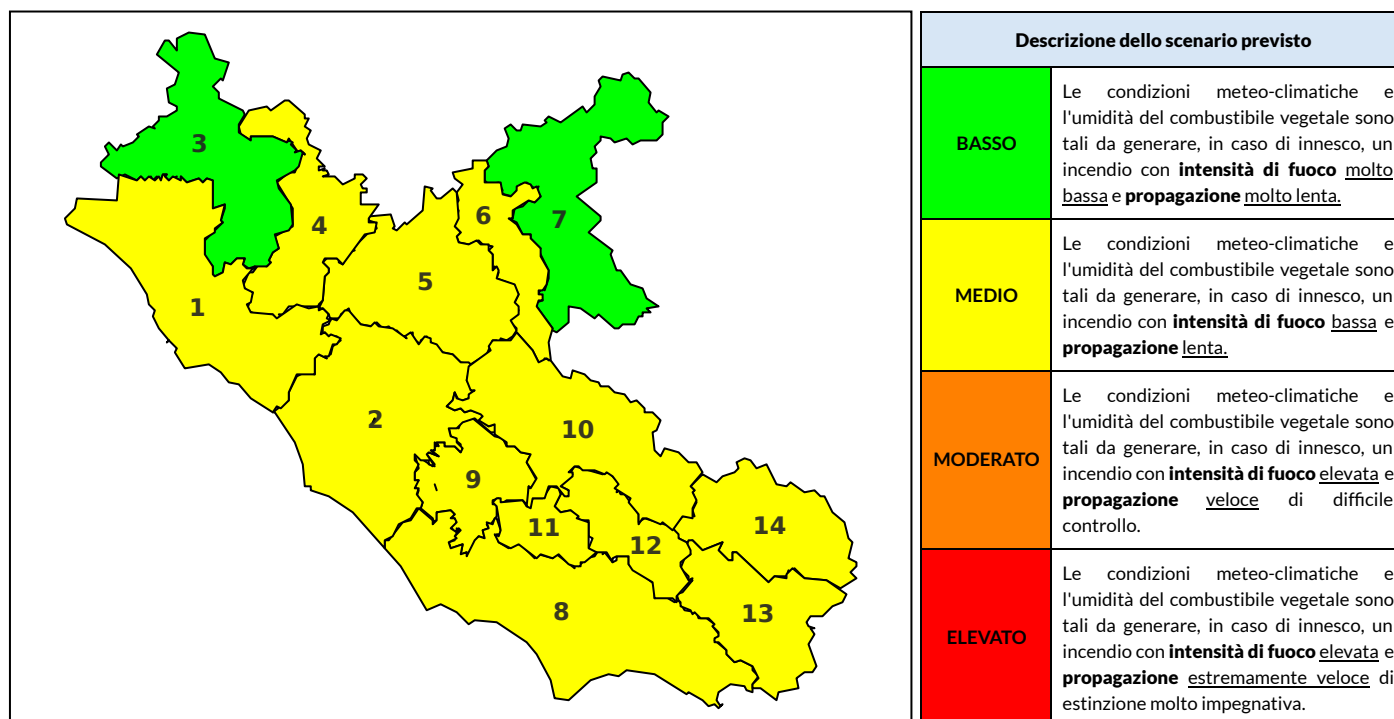 3
4
6
7
5
1
2
10
9
11
12
14
8
13
Descrizione dello scenario previsto
BASSO
Le condizioni meteo-climatiche e
l'umidità del combustibile vegetale sono
tali da generare, in caso di innesco, un
incendio con intensità di fuoco molto
bassa e propagazione molto lenta.
MEDIO
Le condizioni meteo-climatiche e
l'umidità del combustibile vegetale sono
tali da generare, in caso di innesco, un
incendio con intensità di fuoco bassa e
propagazione lenta.
MODERATO
Le condizioni meteo-climatiche e
l'umidità del combustibile vegetale sono
tali da generare, in caso di innesco, un
incendio con intensità di fuoco elevata e
propagazione veloce di difficile
controllo.
ELEVATO
Le condizioni meteo-climatiche e
l'umidità del combustibile vegetale sono
tali da generare, in caso di innesco, un
incendio con intensità di fuoco elevata e
propagazione estremamente veloce di
estinzione molto impegnativa.